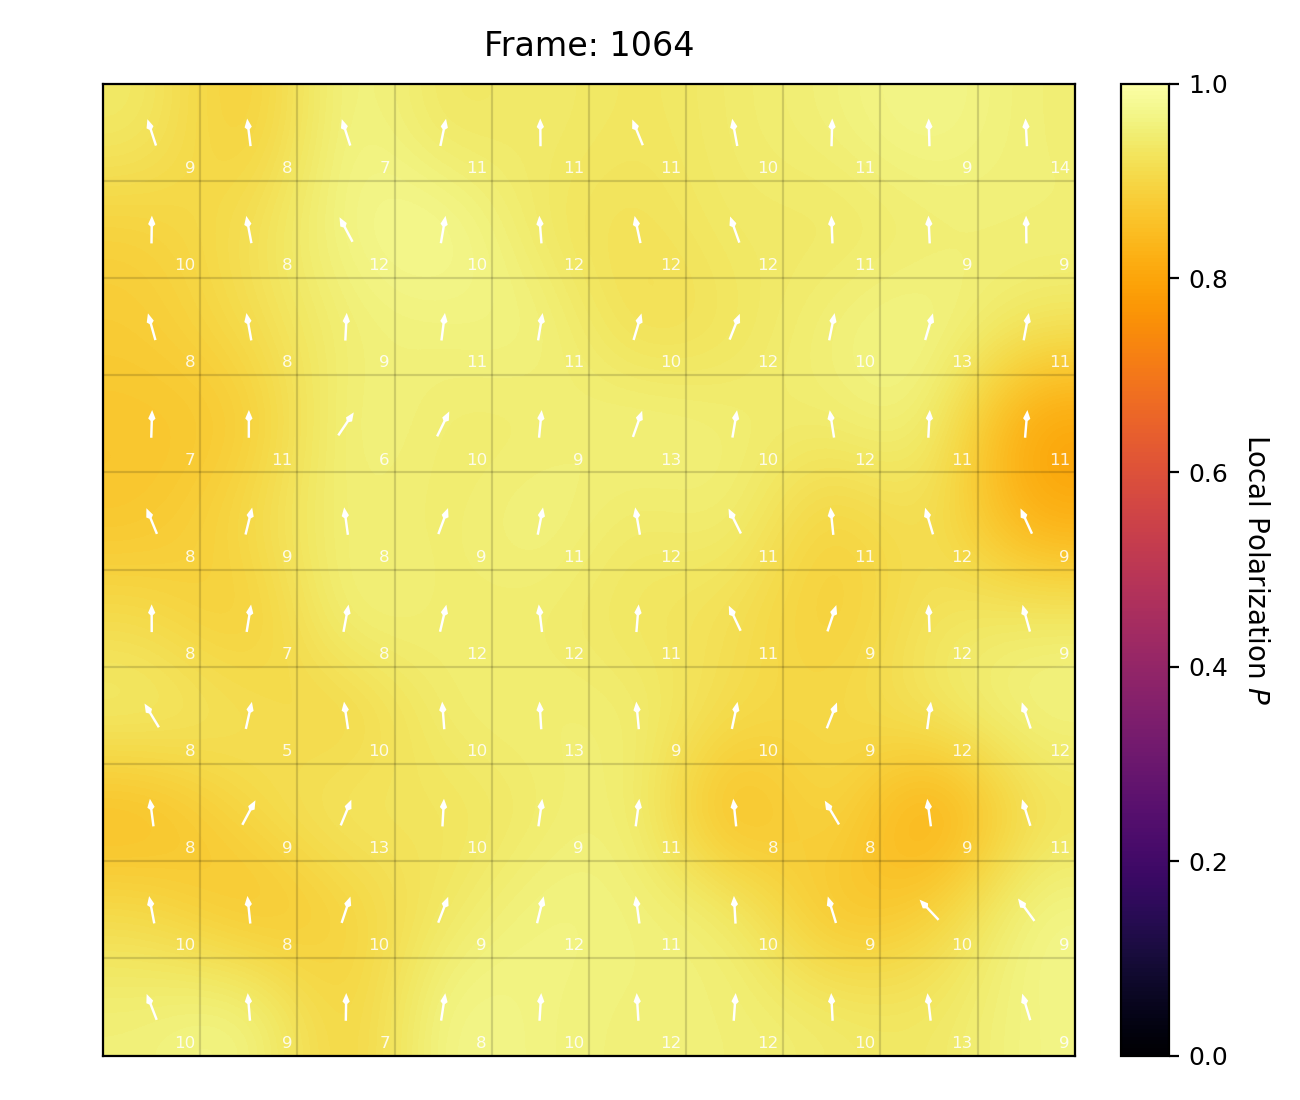 Frame: 1064
9 8 7 11 11 11 10 11 9 14
10 8 12 10 12 12 12 11 9 9
8 8 9 11 11 10 12 10 13 11
7 11 6 10 9 13 10 12 11 11
8 9 8 9 11 12 11 11 12 9
8 7 8 12 12 11 11 9 12 9
8 5 10 10 13 9 10 9 12 12
8 9 13 10 9 11 8 8 9 11
10 8 10 9 12 11 10 9 10 9
10 9 7 8 10 12 12 10 13 9
1.0
0.8
0.6
0.4
0.2
0.0
Local Polarization P